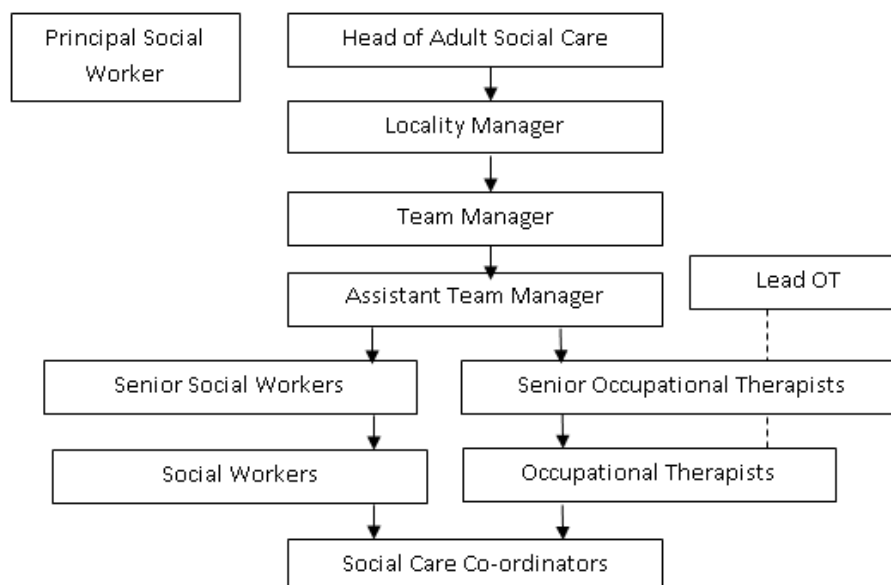 Principal Social
Worker
Head of Adult Social Care
Locality Manager
Team Manager
Assistant Team Manager
Lead OT
Senior Social Workers
Senior Occupational Therapists
Social Workers
Occupational Therapists
Social Care Co-ordinators